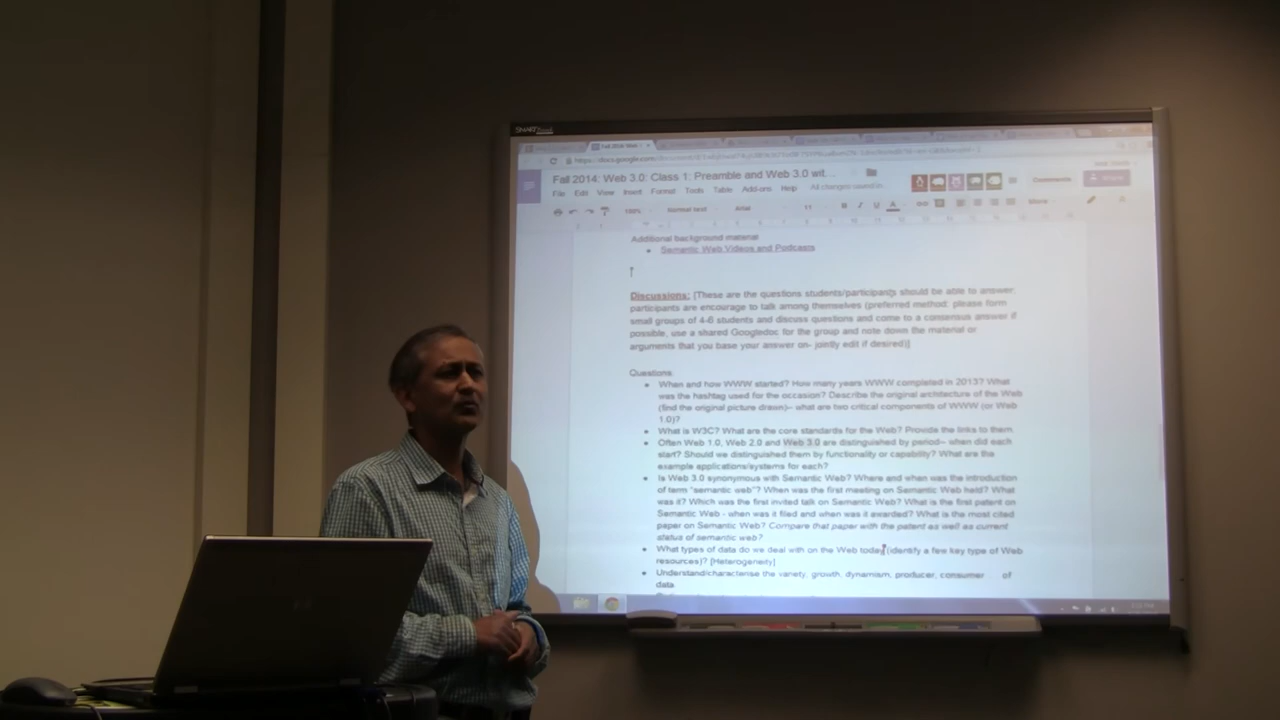 SMART
https://docs.google.com/
Fall 2014: Web 3.0: Class 1: Preamble and Web 3.0 wit...
Comments
File Edit View Insert Format Tools Table Add-ons Help All changes saved in
100% Normal text Arial 11 B I U A More
Additional background material
Semantic Web Videos and Podcasts
Discussions: [These are the questions students/participants should be able to answer;
participants are encourage to talk among themselves (preferred method: please form
small groups of 4-6 students and discuss questions and come to a consensus answer if
possible, use a shared Googledoc for the group and note down the material or
arguments that you base your answer on- jointly edit if desired)]
Questions:
When and how WWW started? How many years WWW completed in 2013? What
was the hashtag used for the occasion? Describe the original architecture of the Web
(find the original picture drawn)– what are two critical components of WWW (or Web
1.0)?
What is W3C? What are the core standards for the Web? Provide the links to them.
Often Web 1.0, Web 2.0 and Web 3.0 are distinguished by period– when did each
start? Should we distinguished them by functionality or capability? What are the
example applications/systems for each?
Is Web 3.0 synonymous with Semantic Web? Where and when was the introduction
of term "semantic web"? When was the first meeting on Semantic Web held? What
was it? Which was the first invited talk on Semantic Web? What is the first patent on
Semantic Web - when was it filed and when was it awarded? What is the most cited
paper on Semantic Web? Compare that paper with the patent as well as current
status of semantic web?
What types of data do we deal with on the Web today (identify a few key type of Web
resources)? [Heterogeneity]
Understand/characterise the variety, growth, dynamism, producer, consumer of
data